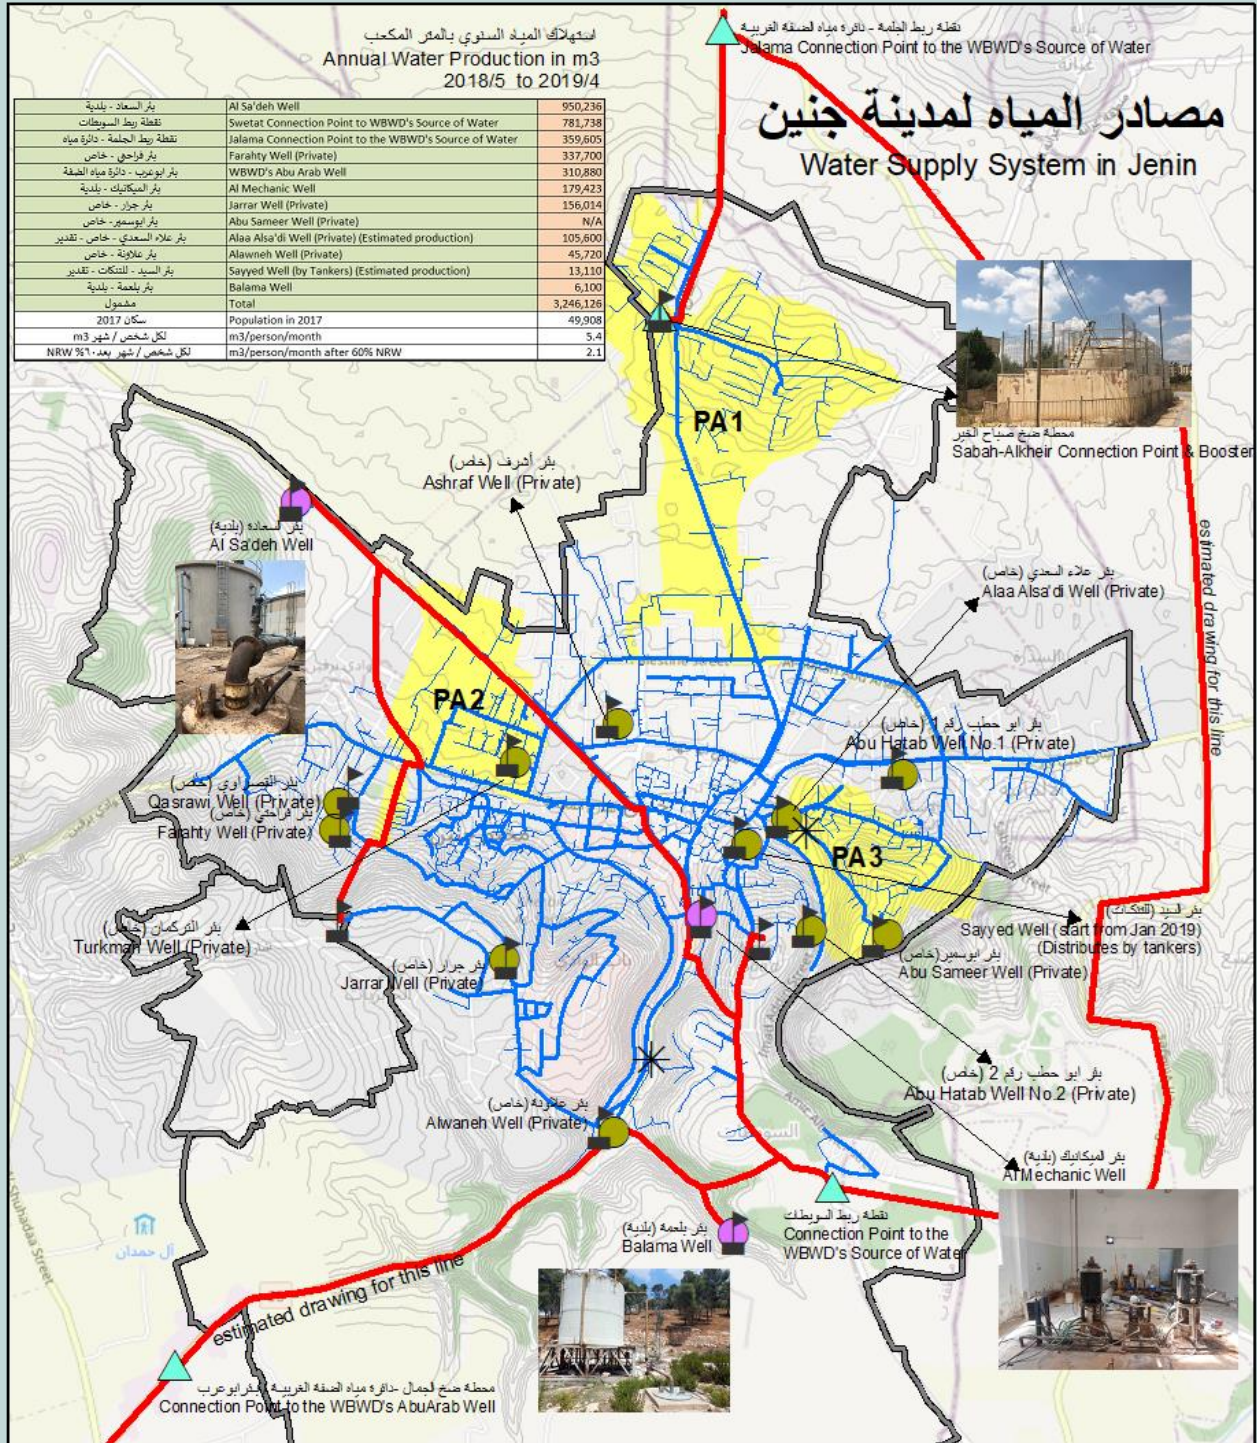 استهلاك المياه السنوي بالمتر المكعب
Annual Water Production in m3
2018/5 to 2019/4
بئر السعاد - بلدية Al Sa'deh Well 950,236
نقطة ربط السويطات Swetat Connection Point to WBWD's Source of Water 781,738
نقطة ربط الجلمة - دائرة مياه Jalama Connection Point to the WBWD's Source of Water 359,605
بئر فراحتي - خاص Farahty Well (Private) 337,700
بئر ابوعرب - دائرة مياه الضفة WBWD's Abu Arab Well 310,880
بئر الميكانيك - بلدية Al Mechanic Well 179,423
بئر جرار - خاص Jarrar Well (Private) 156,014
بئر ابوسمير - خاص Abu Sameer Well (Private) N/A
بئر علاء السعدي - خاص - تقدير Alaa Alsa'di Well (Private) (Estimated production) 105,600
بئر علاونة - خاص Alawneh Well (Private) 45,720
بئر السيد - للتنكات - تقدير Sayyed Well (by Tankers) (Estimated production) 13,110
بئر بلعمة - بلدية Balama Well 6,100
مشمول Total 3,246,126
سكان 2017 Population in 2017 49,908
لكل شخص / شهر m3 m3/person/month 5.4
لكل شخص / شهر بعد ٦٠% NRW m3/person/month after 60% NRW 2.1
نقطة ربط الجلمة - دائرة مياه الضفة الغربية
Jalama Connection Point to the WBWD's Source of Water
مصادر المياه لمدينة جنين
Water Supply System in Jenin
PA1
محطة ضخ صباح الخير
Sabah-Alkheir Connection Point & Booster
بئر أشرف (خاص)
Ashraf Well (Private)
بئر السعادة (بلدية)
Al Sa'deh Well
estimated drawing for this line
بئر علاء السعدي (خاص)
Alaa Alsa'di Well (Private)
PA2
بئر ابو حطب رقم 1 (خاص)
Abu Hatab Well No.1 (Private)
بئر القصراوي (خاص)
Qasrawi Well (Private)
بئر فراحتي (خاص)
Farahty Well (Private)
PA3
بئر التركمان (خاص)
Turkman Well (Private)
بئر السيد (للتنكات)
Sayyed Well (start from Jan 2019)
(Distributes by tankers)
بئر ابوسمير (خاص)
Abu Sameer Well (Private)
بئر جرار (خاص)
Jarrar Well (Private)
بئر ابو حطب رقم 2 (خاص)
Abu Hatab Well No.2 (Private)
بئر علاونة (خاص)
Alwaneh Well (Private)
السويطات
بئر الميكانيك (بلدية)
Al Mechanic Well
Shuhadaa Street
آل حمدان
بئر بلعمة (بلدية)
Balama Well
نقطة ربط السويطات
Connection Point to the
WBWD's Source of Water
estimated drawing for this line
محطة ضخ الجمال -دائرة مياه الضفة الغربية
Connection Point to the WBWD's AbuArab Well